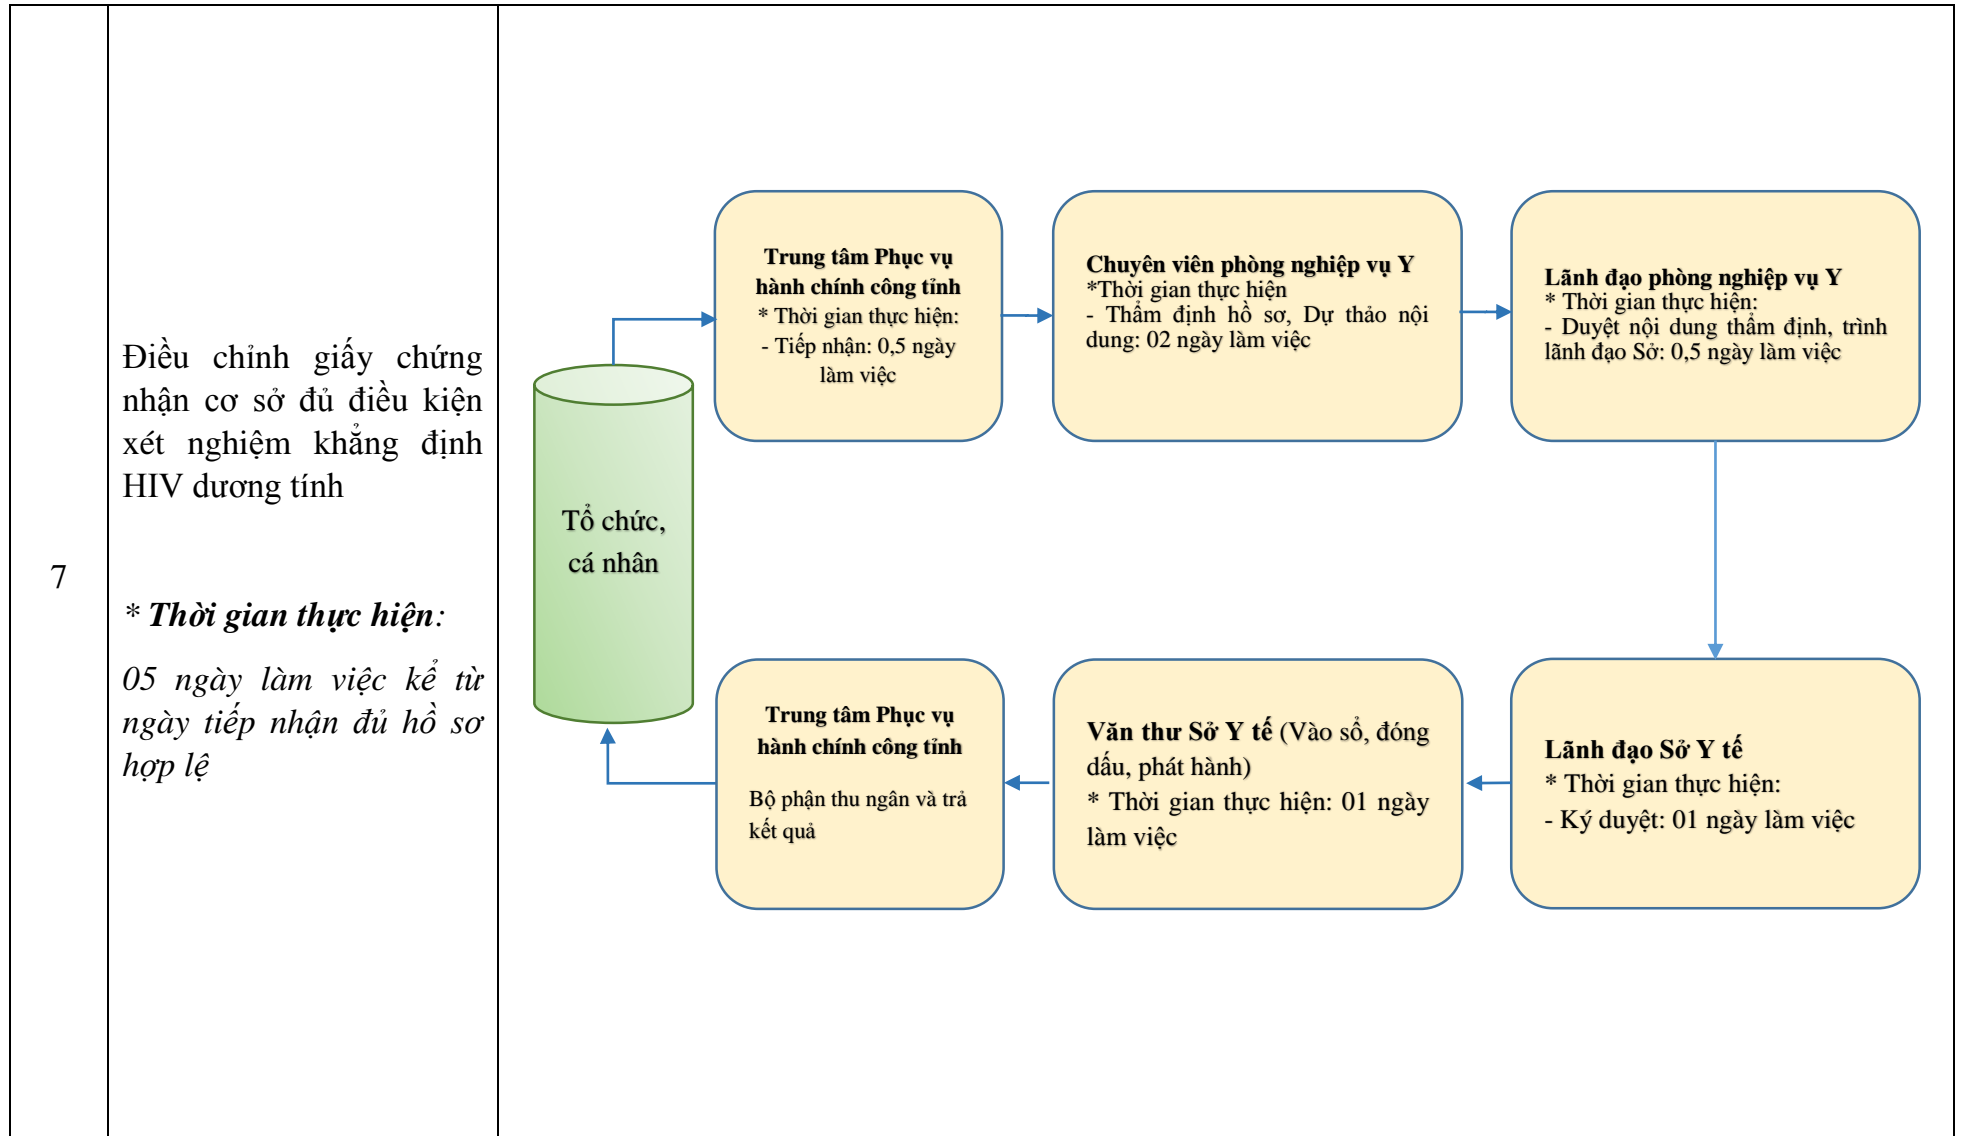 7
Điều chỉnh giấy chứng
nhận cơ sở đủ điều kiện
xét nghiệm khẳng định
HIV dương tính
* Thời gian thực hiện:
05 ngày làm việc kể từ
ngày tiếp nhận đủ hồ sơ
hợp lệ
Tổ chức,
cá nhân
Trung tâm Phục vụ
hành chính công tỉnh
* Thời gian thực hiện:
- Tiếp nhận: 0,5 ngày
làm việc
Chuyên viên phòng nghiệp vụ Y
*Thời gian thực hiện
- Thẩm định hồ sơ, Dự thảo nội
dung: 02 ngày làm việc
Lãnh đạo phòng nghiệp vụ Y
* Thời gian thực hiện:
- Duyệt nội dung thẩm định, trình
lãnh đạo Sở: 0,5 ngày làm việc
Lãnh đạo Sở Y tế
* Thời gian thực hiện:
- Ký duyệt: 01 ngày làm việc
Văn thư Sở Y tế (Vào sổ, đóng
dấu, phát hành)
* Thời gian thực hiện: 01 ngày
làm việc
Trung tâm Phục vụ
hành chính công tỉnh
Bộ phận thu ngân và trả
kết quả